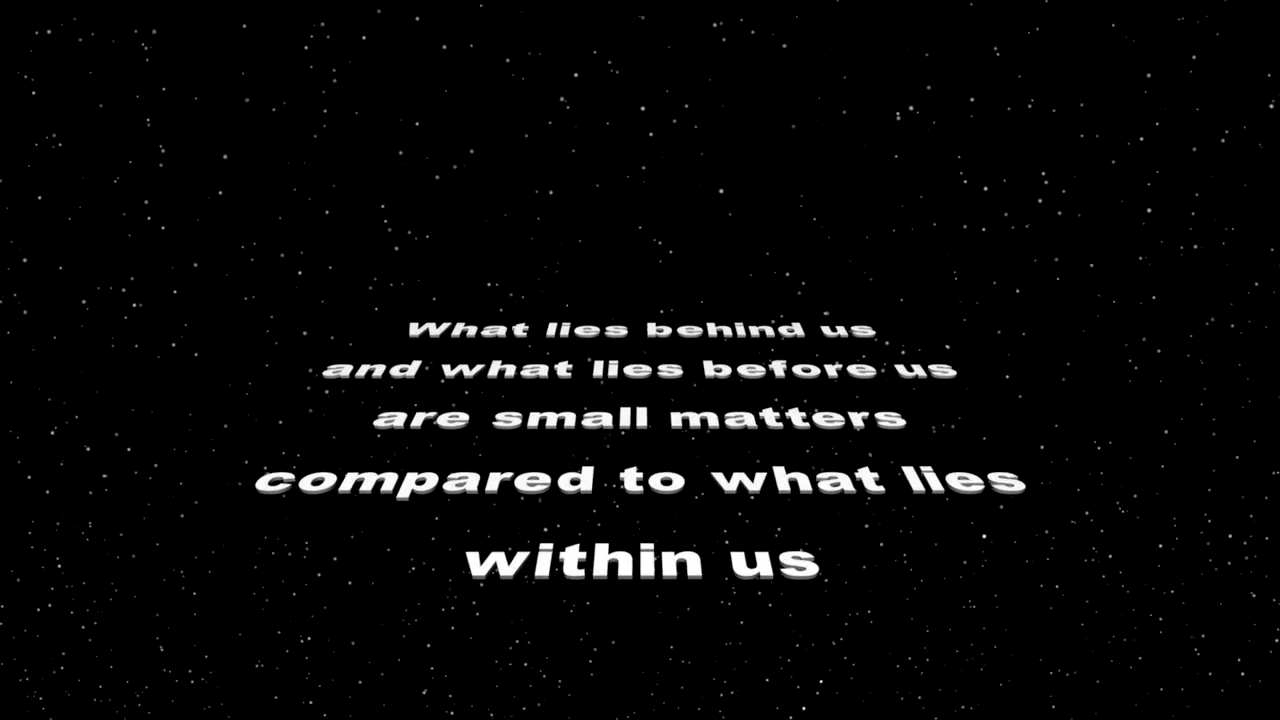 What lies behind us
and what lies before us
are small matters
compared to what lies
within us